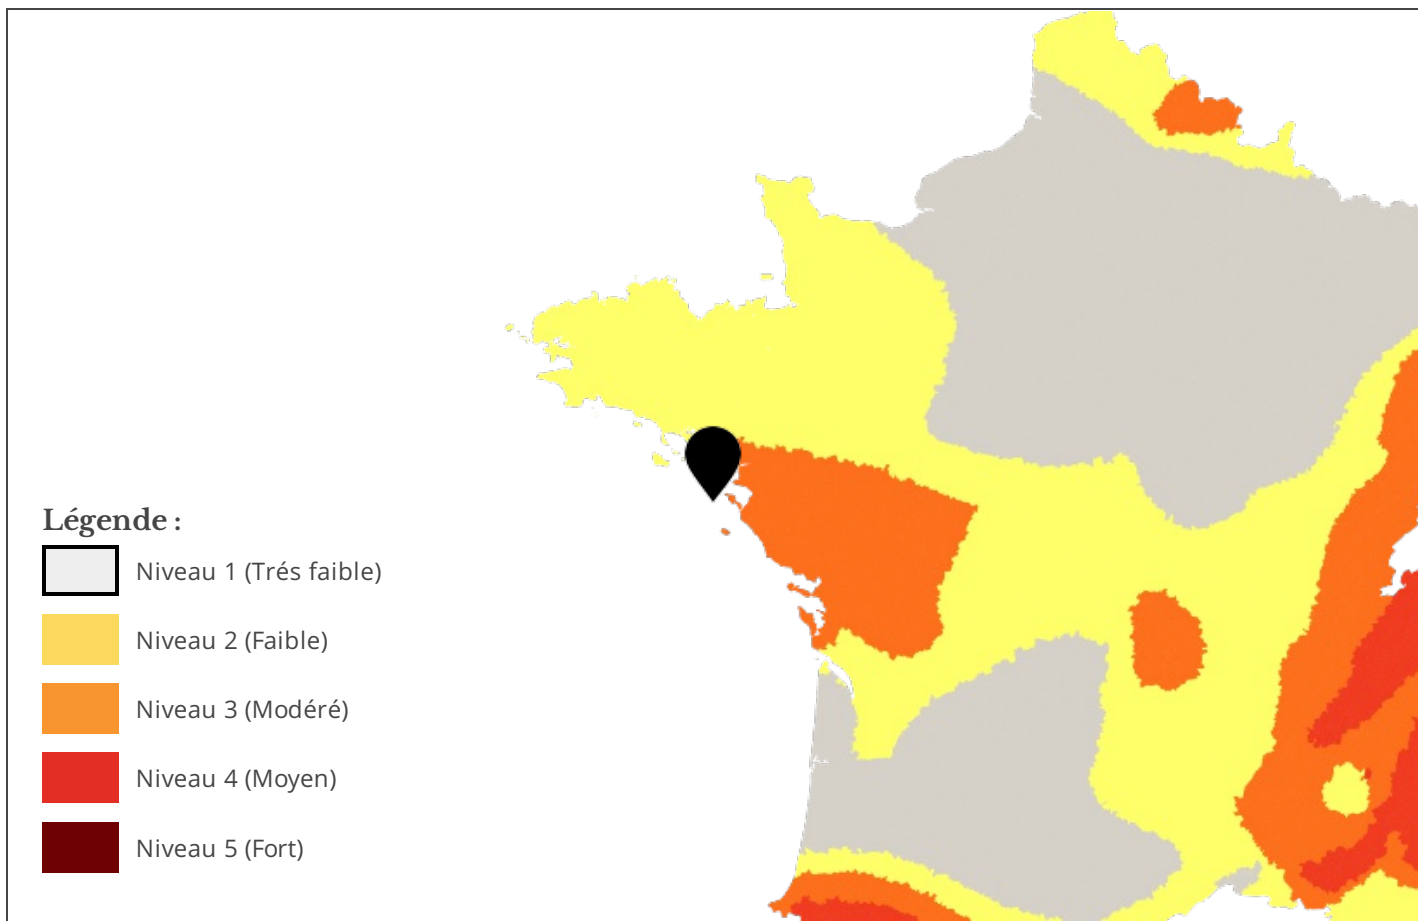 Légende :
Niveau 1 (Trés faible)
Niveau 2 (Faible)
Niveau 3 (Modéré)
Niveau 4 (Moyen)
Niveau 5 (Fort)